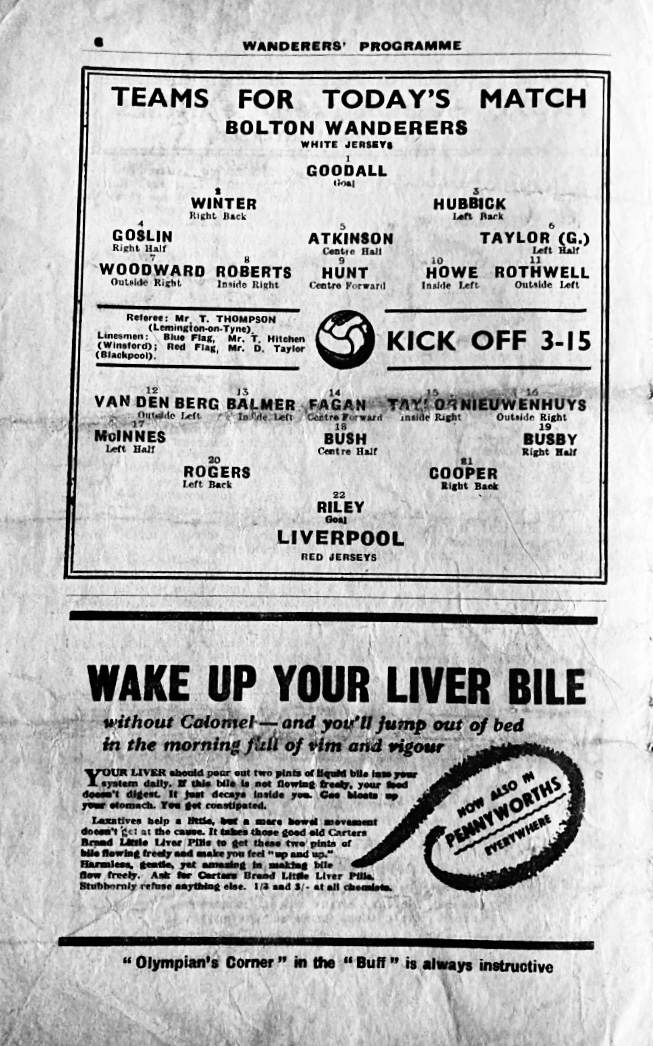 6 WANDERERS' PROGRAMME
TEAMS FOR TODAY'S MATCH
BOLTON WANDERERS
WHITE JERSEYS
1
GOODALL
Goal
2 3
WINTER HUBBICK
Right Back Left Back
4 5 6
GOSLIN ATKINSON TAYLOR (G.)
Right Half Centre Half Left Half
7 8 9 10 11
WOODWARD ROBERTS HUNT HOWE ROTHWELL
Outside Right Inside Right Centre Forward Inside Left Outside Left
Referee: Mr. T. THOMPSON
(Lemington-on-Tyne)
Linesmen: Blue Flag, Mr. T. Hitchen
(Winsford); Red Flag, Mr. D. Taylor
(Blackpool).
KICK OFF 3-15
12 13 14 15 16
VAN DEN BERG BALMER FAGAN TAYLOR NIEUWENHUYS
Outside Left Inside Left Centre Forward Inside Right Outside Right
17 18 19
McINNES BUSH BUSBY
Left Half Centre Half Right Half
20 21
ROGERS COOPER
Left Back Right Back
22
RILEY
Goal
LIVERPOOL
RED JERSEYS
WAKE UP YOUR LIVER BILE
without Calomel—and you'll jump out of bed
in the morning full of vim and vigour
YOUR LIVER should pour out two pints of liquid bile into your
system daily. If this bile is not flowing freely, your food
doesn't digest. It just decays inside you. Gas bloats up
your stomach. You get constipated.
Laxatives help a little, but a mere bowel movement
doesn't get at the cause. It takes those good old Carters
Brand Little Liver Pills to get these two pints of
bile flowing freely and make you feel "up and up."
Harmless, gentle, yet amazing in making bile
flow freely. Ask for Carters Brand Little Liver Pills.
Stubbornly refuse anything else. 1/3 and 3/- at all chemists.
NOW ALSO IN
PENNYWORTHS
EVERYWHERE
"Olympian's Corner" in the "Buff" is always instructive